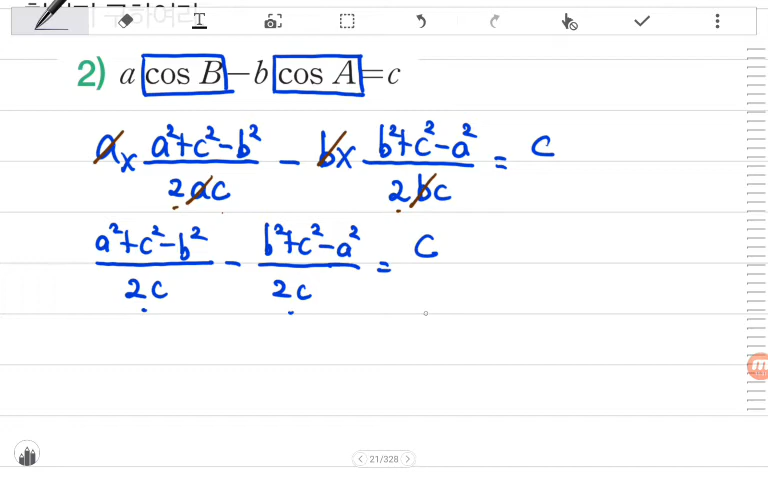 2) a cos B − b cos A = c
a × (a²+c²−b²)/(2ac) − b × (b²+c²−a²)/(2bc) = c
(a²+c²−b²)/(2c) − (b²+c²−a²)/(2c) = c
21/328